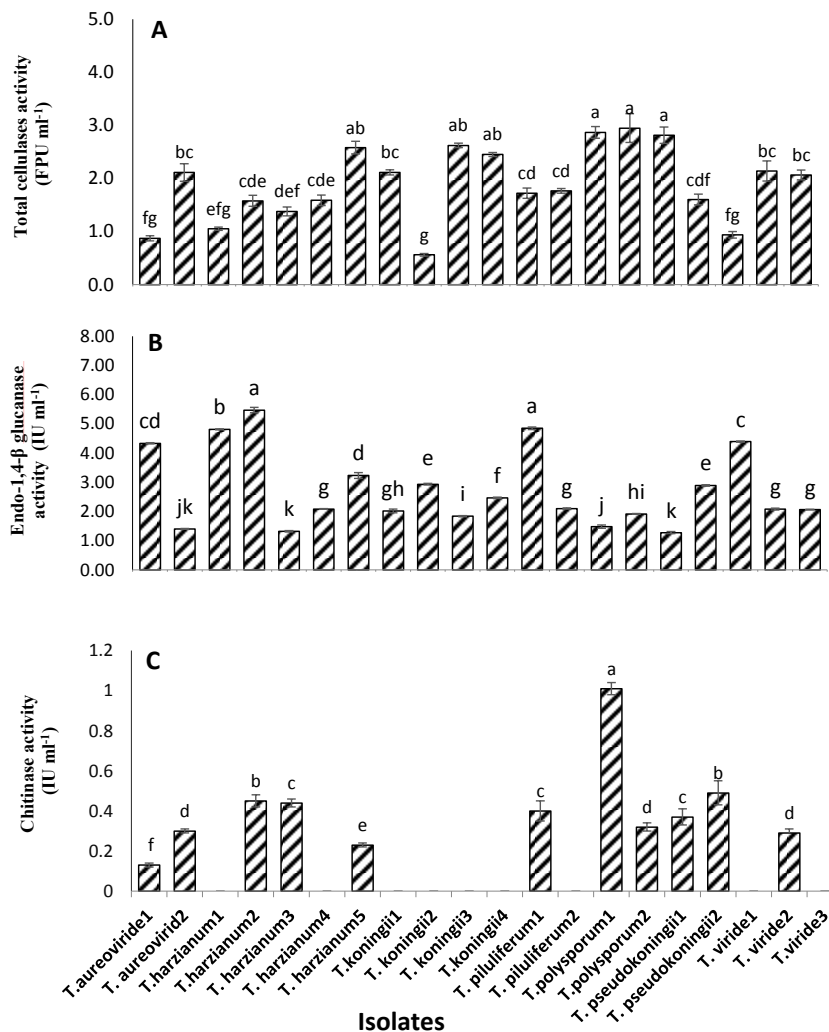 A
Total cellulases activity
(FPU ml-1)
5.0
4.0
3.0
2.0
1.0
0.0
fg
bc
efg
cde
def
cde
ab
bc
g
ab
ab
cd
cd
a
a
a
cdf
fg
bc
bc
B
Endo-1,4-β glucanase
activity (IU ml-1)
8.00
7.00
6.00
5.00
4.00
3.00
2.00
1.00
0.00
cd
jk
b
a
k
g
d
gh
e
i
f
a
g
j
hi
k
e
c
g
g
C
Chitinase activity
(IU ml-1)
1.2
1
0.8
0.6
0.4
0.2
0
f
d
b
c
e
c
a
d
c
b
d
T.aureoviride1
T. aureovirid2
T.harzianum1
T.harzianum2
T. harzianum3
T. harzianum4
T. harzianum5
T.koningii1
T. koningii2
T. koningii3
T.koningii4
T. piluliferum1
T. piluliferum2
T.polysporum1
T.polysporum2
T. pseudokoningii1
T. pseudokoningii2
T. viride1
T. viride2
T.viride3
Isolates